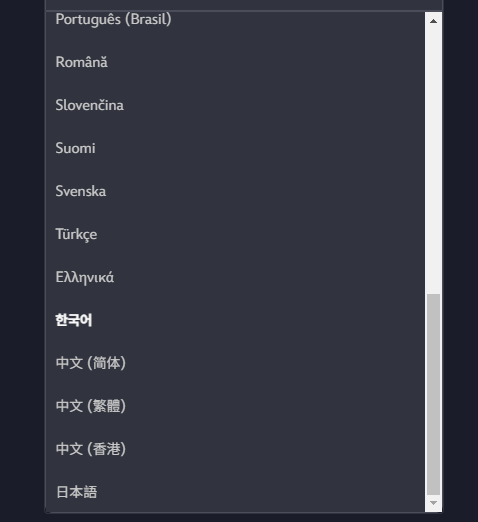 Português (Brasil)
Română
Slovenčina
Suomi
Svenska
Türkçe
Ελληνικά
한국어
中文 (简体)
中文 (繁體)
中文 (香港)
日本語